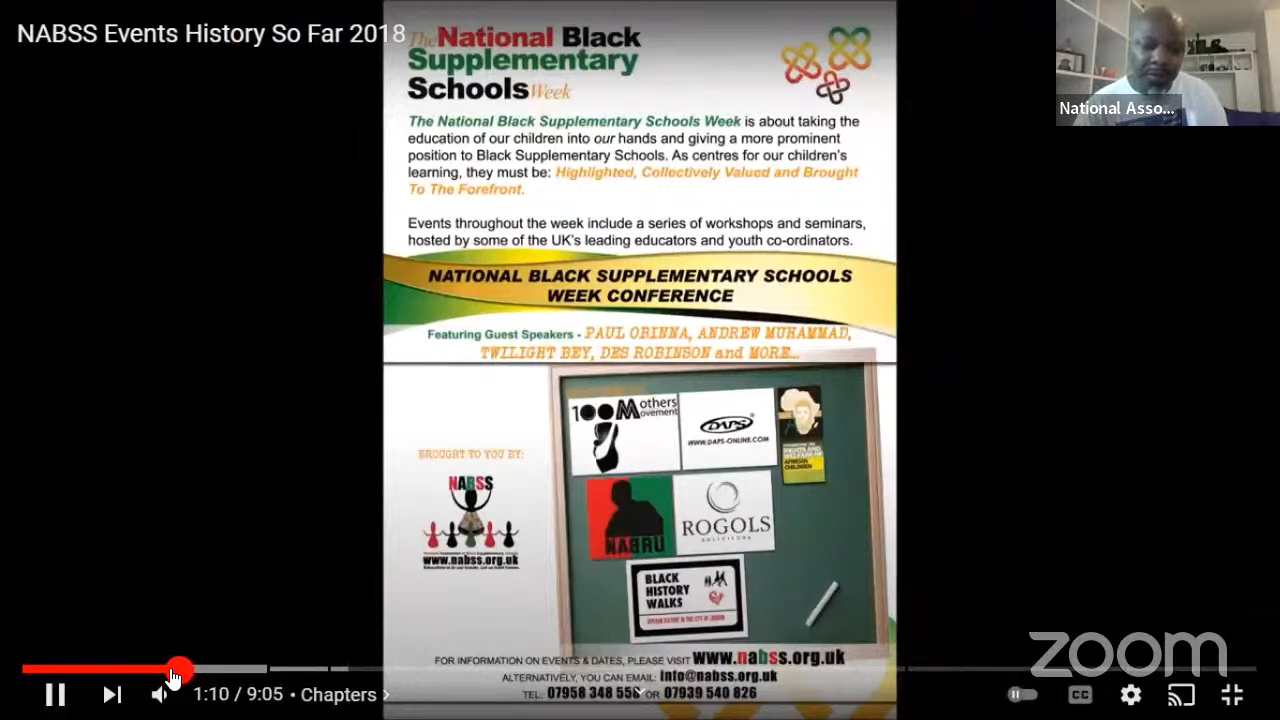 NABSS Events History So Far 2018
The National Black
Supplementary
Schools Week
The National Black Supplementary Schools Week is about taking the
education of our children into our hands and giving a more prominent
position to Black Supplementary Schools. As centres for our children's
learning, they must be: Highlighted, Collectively Valued and Brought
To The Forefront.
Events throughout the week include a series of workshops and seminars,
hosted by some of the UK's leading educators and youth co-ordinators.
NATIONAL BLACK SUPPLEMENTARY SCHOOLS
WEEK CONFERENCE
Featuring Guest Speakers - PAUL OBINNA, ANDREW MUHAMMAD,
TWILIGHT BEY, DES ROBINSON and MORE...
100 Mothers
Movement
DAPS®
WWW.DAPS-ONLINE.COM
AFRICAN
CHILDREN
BROUGHT TO YOU BY:
NABSS
www.nabss.org.uk
NABRU
ROGOLS
SOLICITORS
BLACK
HISTORY
WALKS
FOR INFORMATION ON EVENTS & DATES, PLEASE VISIT www.nabss.org.uk
ALTERNATIVELY, YOU CAN EMAIL: info@nabss.org.uk
TEL: 07958 348 558 OR 07939 540 826
National Asso...
zoom
1:10 / 9:05 • Chapters
CC